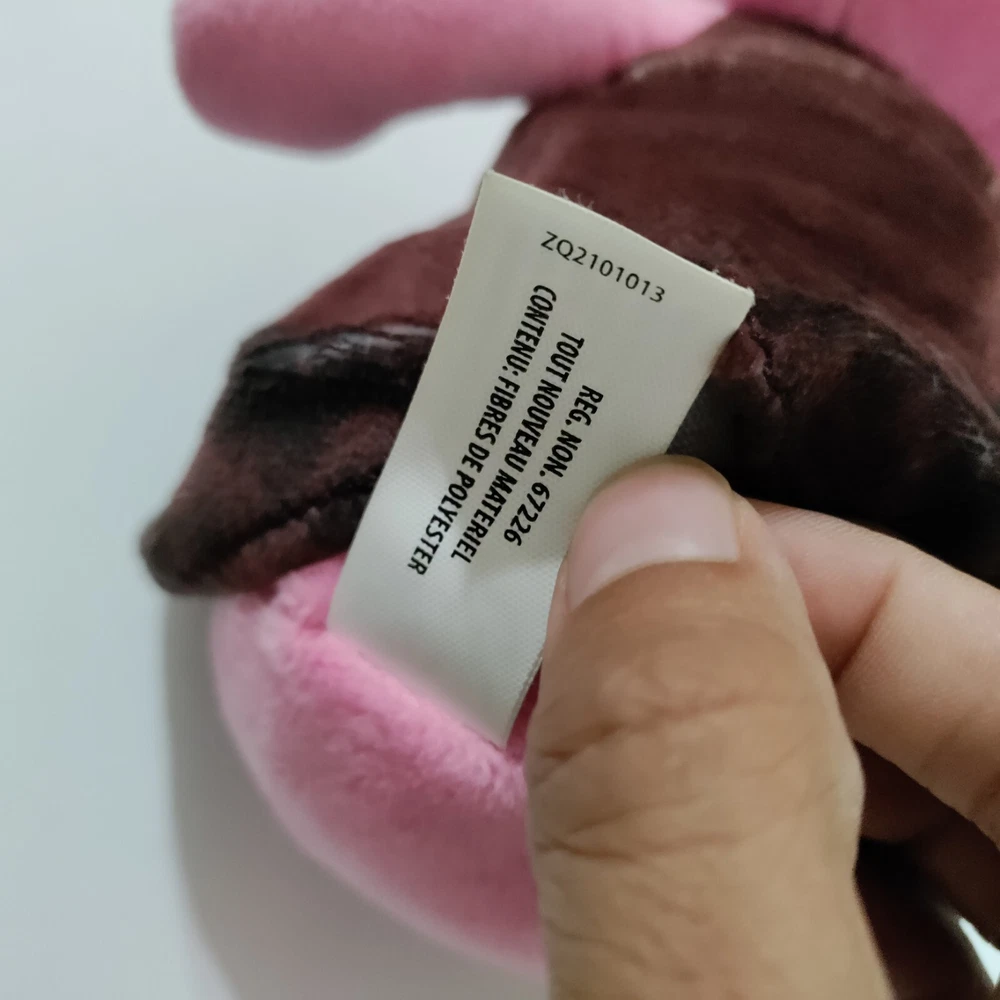 ZQ2101013
REG. NON. 67226
TOUT NOUVEAU MATERIEL
CONTENU: FIBRES DE POLYESTER